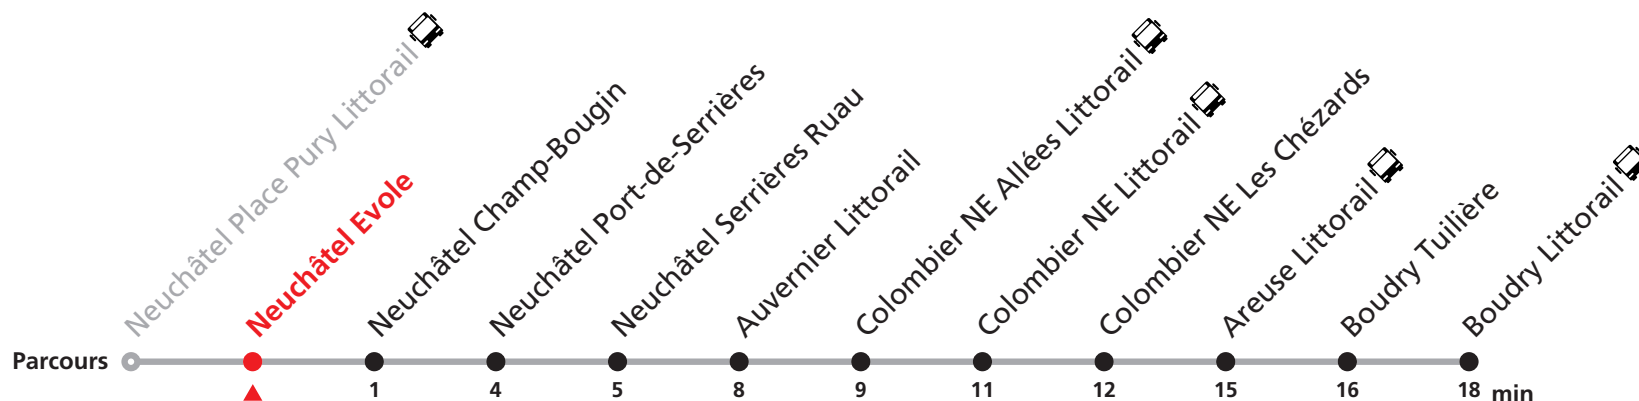 Neuchâtel Place Pury Littorail
Neuchâtel Evole
Neuchâtel Champ-Bougin
Neuchâtel Port-de-Serrières
Neuchâtel Serrières Ruau
Auvernier Littorail
Colombier NE Allées Littorail
Colombier NE Littorail
Colombier NE Les Chézards
Areuse Littorail
Boudry Tuilière
Boudry Littorail
Parcours
1 4 5 8 9 11 12 15 16 18 min